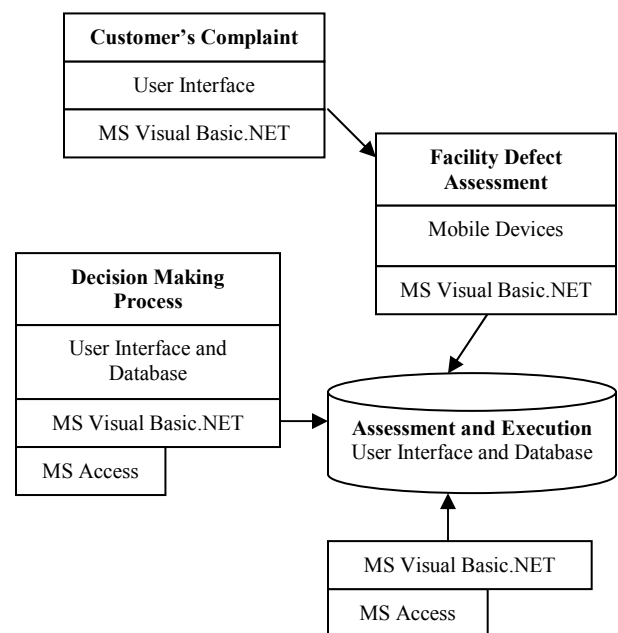 Customer’s Complaint
User Interface
MS Visual Basic.NET
Facility Defect
Assessment
Mobile Devices
MS Visual Basic.NET
Decision Making
Process
User Interface and
Database
MS Visual Basic.NET
MS Access
Assessment and Execution
User Interface and Database
MS Visual Basic.NET
MS Access